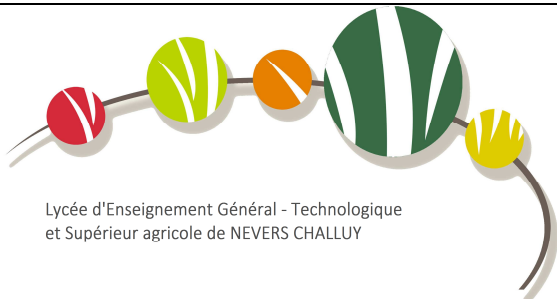 Lycée d'Enseignement Général - Technologique
et Supérieur agricole de NEVERS CHALLUY